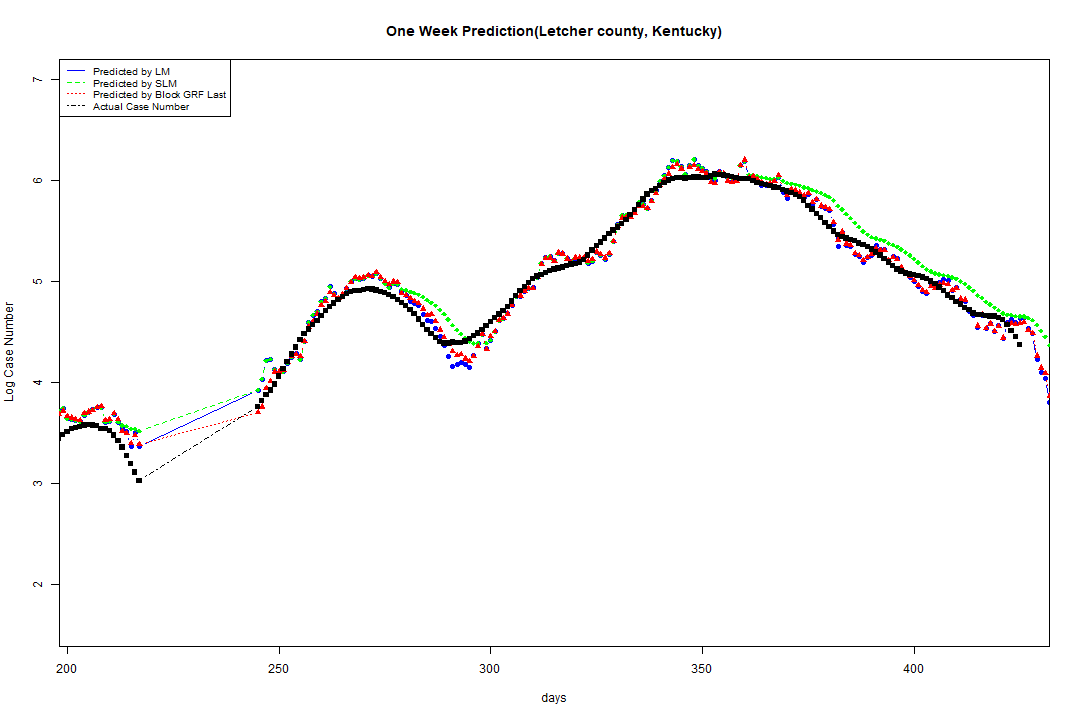 One Week Prediction(Letcher county, Kentucky)
Predicted by LM
Predicted by SLM
Predicted by Block GRF Last
Actual Case Number
7
6
5
4
3
2
Log Case Number
200 250 300 350 400
days